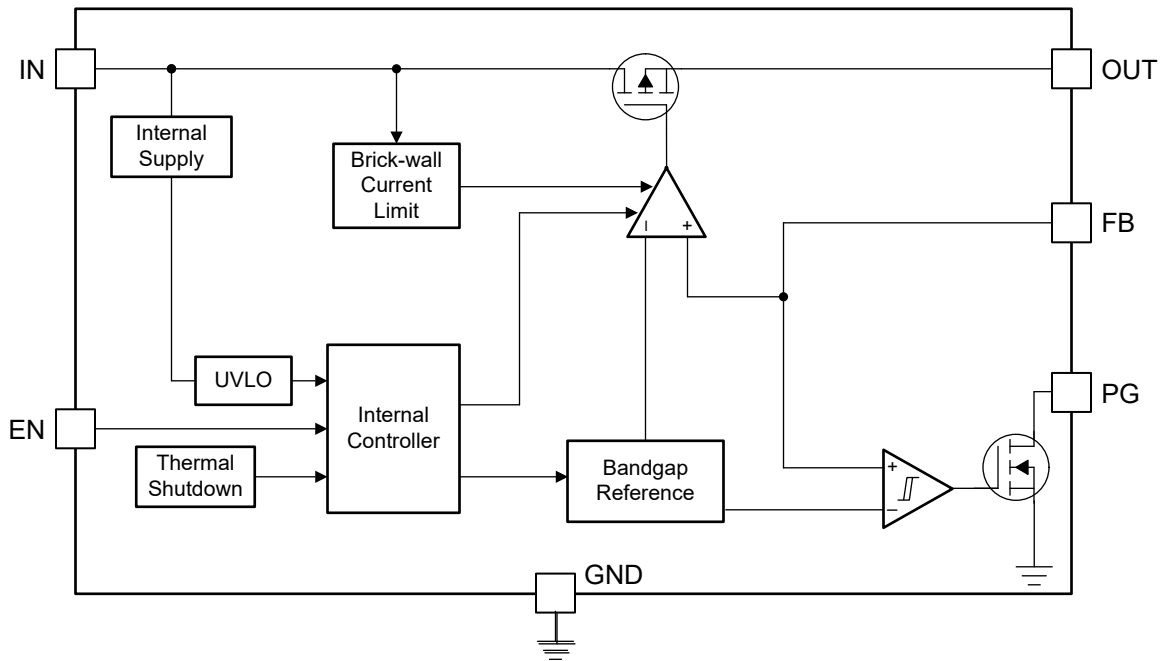 IN
OUT
Internal
Supply
Brick-wall
Current
Limit
– +
FB
UVLO
Internal
Controller
PG
EN
Thermal
Shutdown
Bandgap
Reference
+
–
GND